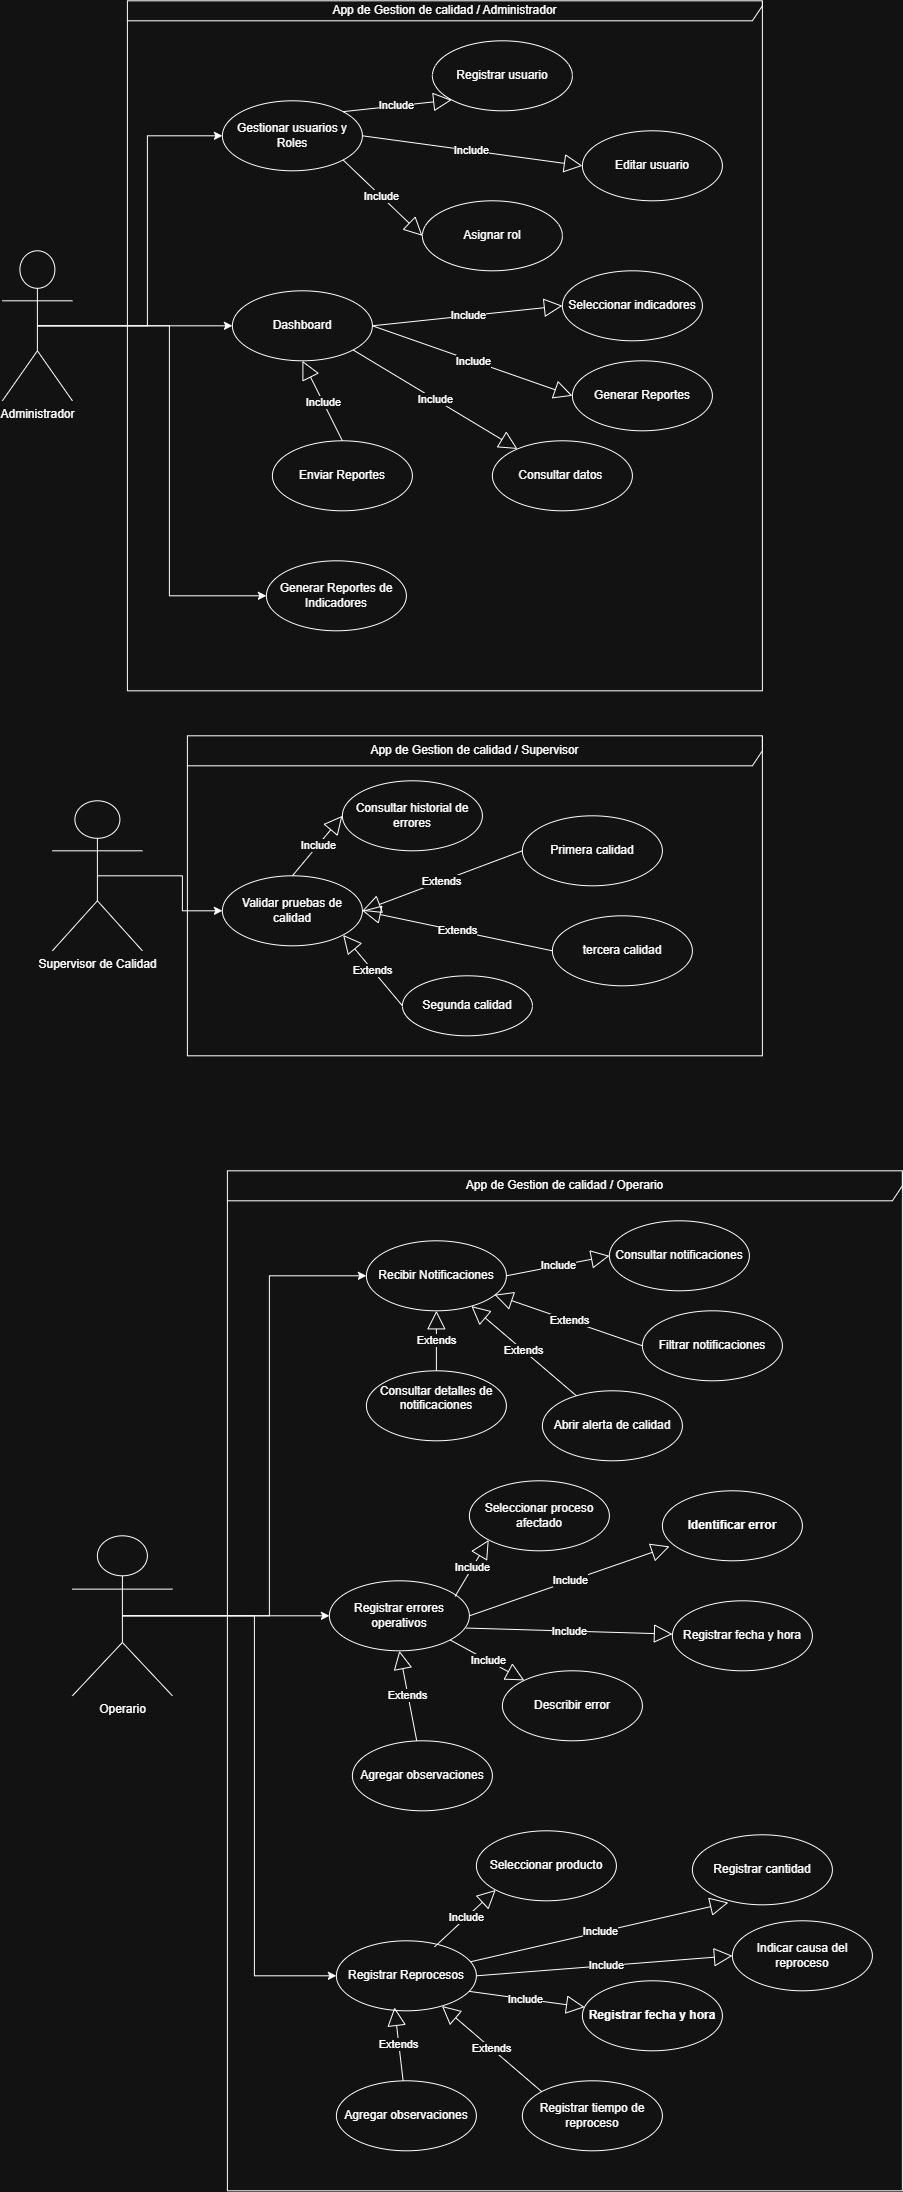 App de Gestion de calidad / Administrador
Registrar usuario
Include
Gestionar usuarios y
Roles
Include
Editar usuario
Include
Asignar rol
Seleccionar indicadores
Include
Dashboard
Include
Generar Reportes
Include
Include
Enviar Reportes
Consultar datos
Administrador
Generar Reportes de
Indicadores
App de Gestion de calidad / Supervisor
Consultar historial de
errores
Include
Primera calidad
Extends
Validar pruebas de
calidad
Extends
tercera calidad
Extends
Segunda calidad
Supervisor de Calidad
App de Gestion de calidad / Operario
Consultar notificaciones
Include
Recibir Notificaciones
Extends
Extends
Filtrar notificaciones
Extends
Consultar detalles de
notificaciones
Abrir alerta de calidad
Seleccionar proceso
afectado
Identificar error
Include
Include
Registrar errores
operativos
Include
Registrar fecha y hora
Include
Describir error
Extends
Agregar observaciones
Operario
Seleccionar producto
Registrar cantidad
Include
Include
Indicar causa del
reproceso
Include
Registrar Reprocesos
Include
Registrar fecha y hora
Extends
Extends
Agregar observaciones
Registrar tiempo de
reproceso